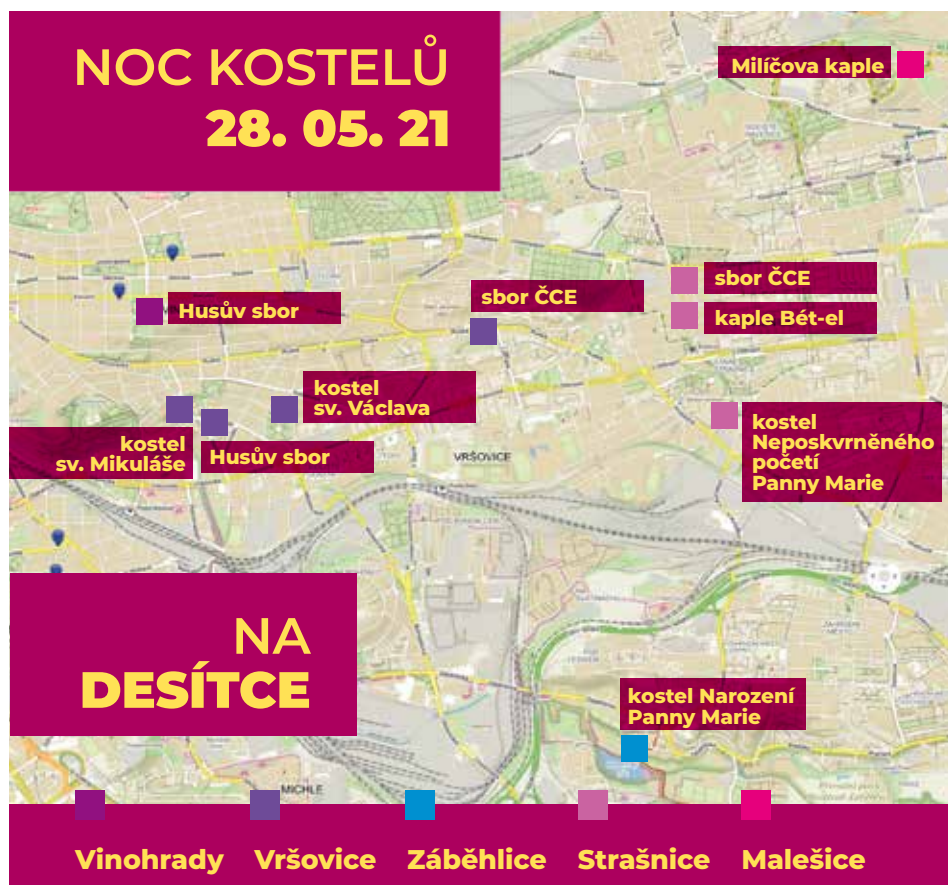 NOC KOSTELŮ
28. 05. 21
Milíčova kaple
sbor ČCE
kaple Bét-el
sbor ČCE
Husův sbor
kostel
sv. Václava
kostel
sv. Mikuláše
Husův sbor
kostel
Neposkvrněného
početí
Panny Marie
VRŠOVICE
NA
DESÍTCE
kostel Narození
Panny Marie
MICHLE
Vinohrady Vršovice Záběhlice Strašnice Malešice